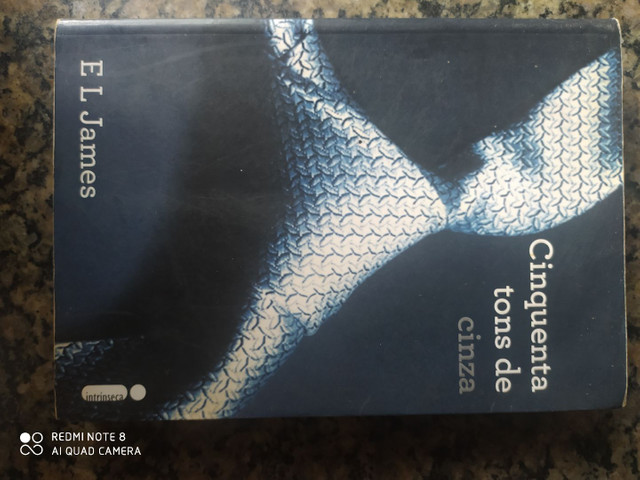 Cinquenta
tons de
cinza
E L James
intrínseca
REDMI NOTE 8
AI QUAD CAMERA